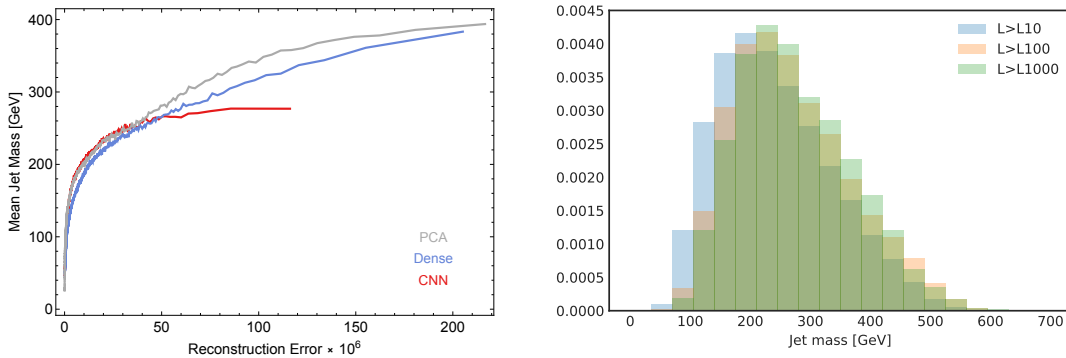 400
300
200
100
0
Mean Jet Mass [GeV]
PCA
Dense
CNN
0 50 100 150 200
Reconstruction Error × 10^6
0.0045
0.0040
0.0035
0.0030
0.0025
0.0020
0.0015
0.0010
0.0005
0.0000
L>L10
L>L100
L>L1000
0 100 200 300 400 500 600 700
Jet mass [GeV]